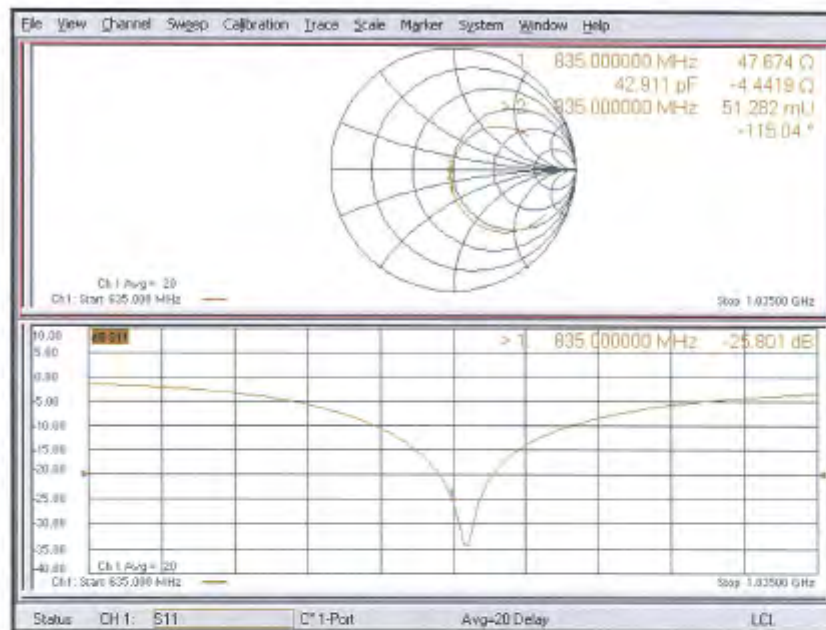 File View Channel Sweep Calibration Trace Scale Marker System Window Help
1 835.000000 MHz 47.674 Ω
42.911 pF -4.4419 Ω
> 2 835.000000 MHz 51.282 mU
-115.04 °
Ch 1 Avg = 20
Ch1: Start 635.000 MHz
Stop 1.03500 GHz
10.00
5.00
0.00
-5.00
-10.00
-15.00
-20.00
-25.00
-30.00
-35.00
-40.00
dB S11
> 1 835.000000 MHz -25.801 dB
Ch 1 Avg = 20
Ch1: Start 635.000 MHz
Stop 1.03500 GHz
Status CH 1: S11 C* 1-Port Avg=20 Delay LCL